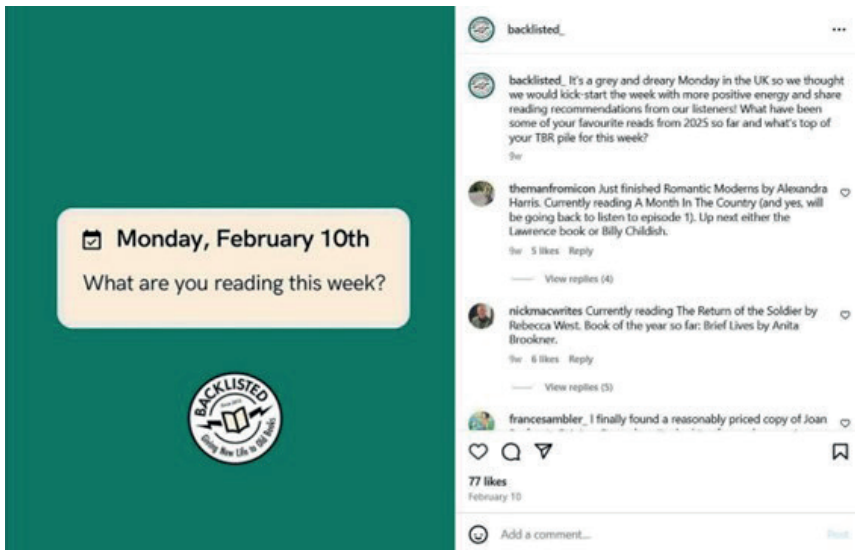 Monday, February 10th
What are you reading this week?
BACKLISTED
Giving New Life to Old Books
backlisted_
backlisted_ It's a grey and dreary Monday in the UK so we thought
we would kick-start the week with more positive energy and share
reading recommendations from our listeners! What have been
some of your favourite reads from 2025 so far and what's top of
your TBR pile for this week?
9w
themanfromicon Just finished Romantic Moderns by Alexandra
Harris. Currently reading A Month In The Country (and yes, will
be going back to listen to episode 1). Up next either the
Lawrence book or Billy Childish.
9w 5 likes Reply
View replies (4)
nickmacwrites Currently reading The Return of the Soldier by
Rebecca West. Book of the year so far: Brief Lives by Anita
Brookner.
9w 6 likes Reply
View replies (5)
francesambler_ I finally found a reasonably priced copy of Joan
77 likes
February 10
Add a comment...
Post